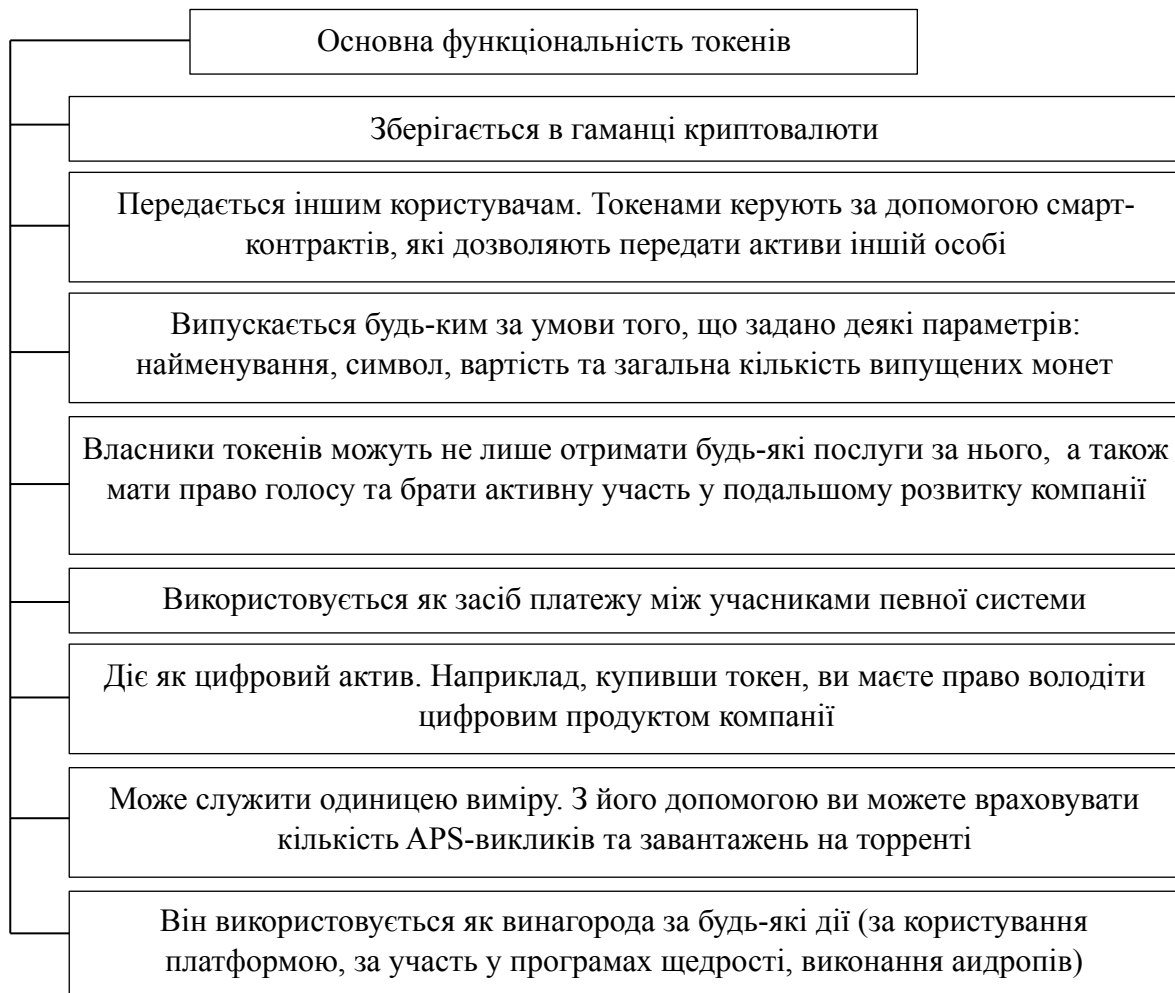 Основна функціональність токенів
Зберігається в гаманці криптовалюти
Передається іншим користувачам. Токенами керують за допомогою смарт-
контрактів, які дозволяють передати активи іншій особі
Випускається будь-ким за умови того, що задано деякі параметрів:
найменування, символ, вартість та загальна кількість випущених монет
Власники токенів можуть не лише отримати будь-які послуги за нього, а також
мати право голосу та брати активну участь у подальшому розвитку компанії
Використовується як засіб платежу між учасниками певної системи
Діє як цифровий актив. Наприклад, купивши токен, ви маєте право володіти
цифровим продуктом компанії
Може служити одиницею виміру. З його допомогою ви можете враховувати
кількість APS-викликів та завантажень на торренті
Він використовується як винагорода за будь-які дії (за користування
платформою, за участь у програмах щедрості, виконання аидропів)